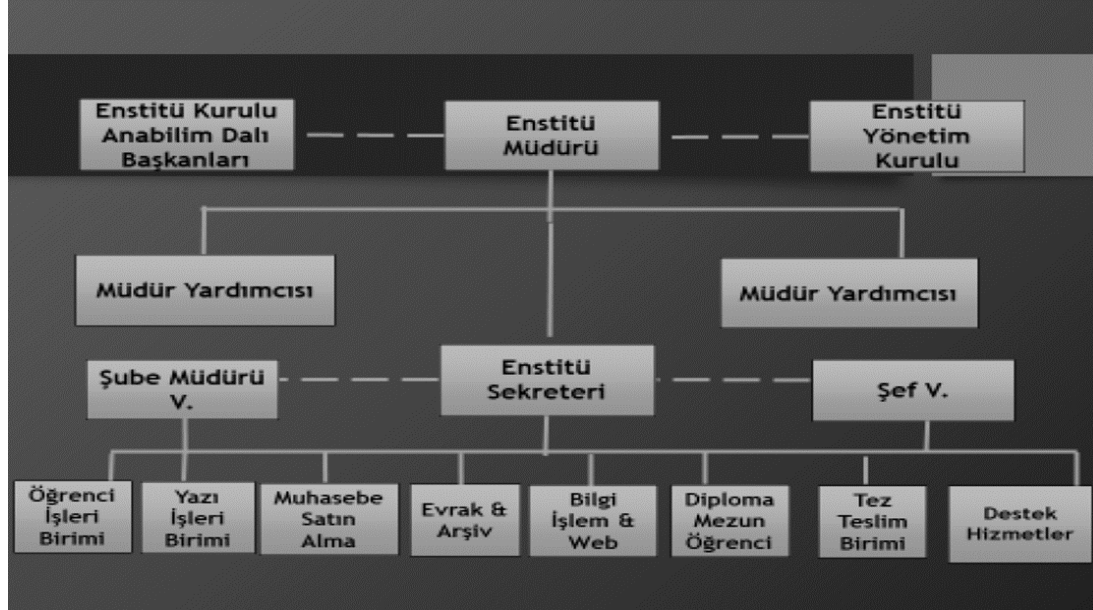 Enstitü Kurulu
Anabilim Dalı
Başkanları
Enstitü
Müdürü
Enstitü
Yönetim
Kurulu
Müdür Yardımcısı
Müdür Yardımcısı
Şube Müdürü
V.
Enstitü
Sekreteri
Şef V.
Öğrenci
İşleri
Birimi
Yazı
İşleri
Birimi
Muhasebe
Satın
Alma
Evrak &
Arşiv
Bilgi
İşlem &
Web
Diploma
Mezun
Öğrenci
Tez
Teslim
Birimi
Destek
Hizmetler